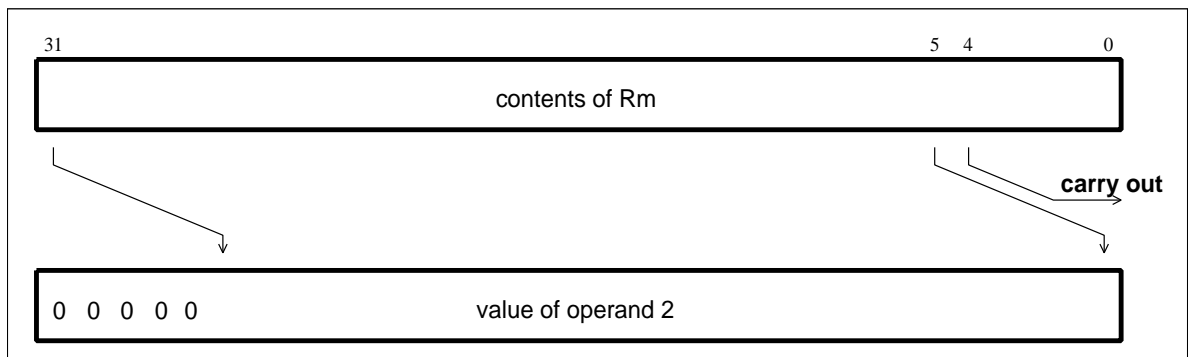 31 5 4 0
contents of Rm
carry out
0 0 0 0 0 value of operand 2